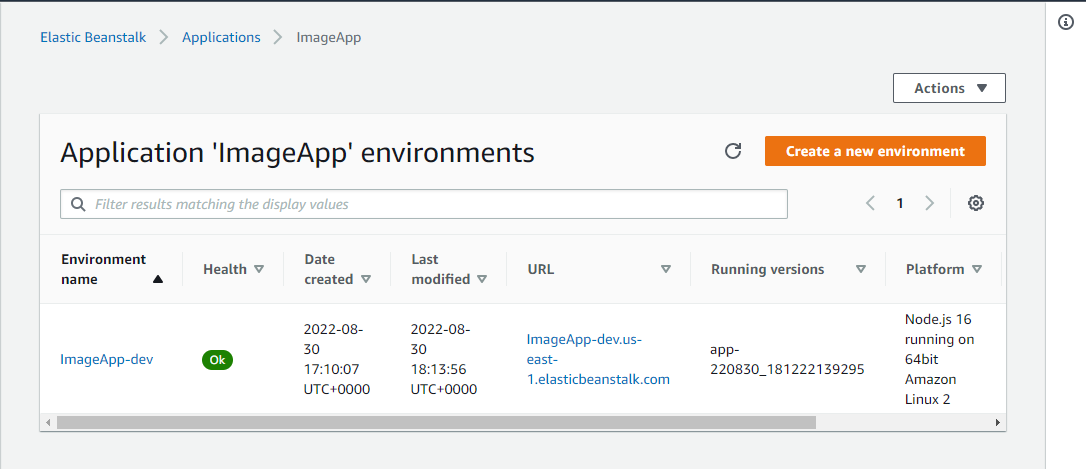 Elastic Beanstalk > Applications > ImageApp
Actions
Application 'ImageApp' environments
Create a new environment
Filter results matching the display values
1
Environment
name
Health
Date
created
Last
modified
URL
Running versions
Platform
ImageApp-dev
Ok
2022-08-
30
17:10:07
UTC+0000
2022-08-
30
18:13:56
UTC+0000
ImageApp-dev.us-
east-
1.elasticbeanstalk.com
app-
220830_181222139295
Node.js 16
running on
64bit
Amazon
Linux 2